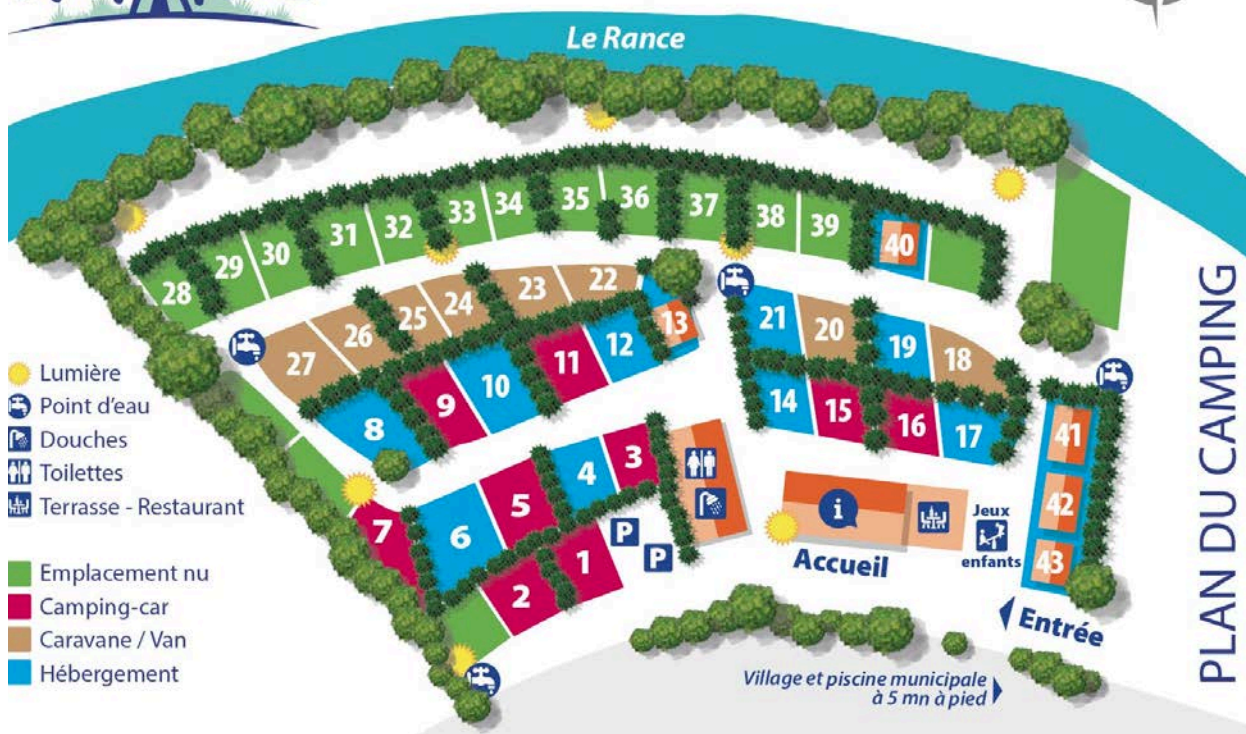 Le Rance
28
29
30
31
32
33
34
35
36
37
38
39
40
27
26
25
24
23
22
13
21
20
19
18
8
9
10
11
12
14
15
16
17
7
6
5
4
3
2
1
P
P
i
Accueil
Jeux
enfants
41
42
43
Entrée
Village et piscine municipale
à 5 mn à pied
Lumière
Point d'eau
Douches
Toilettes
Terrasse - Restaurant
Emplacement nu
Camping-car
Caravane / Van
Hébergement
PLAN DU CAMPING